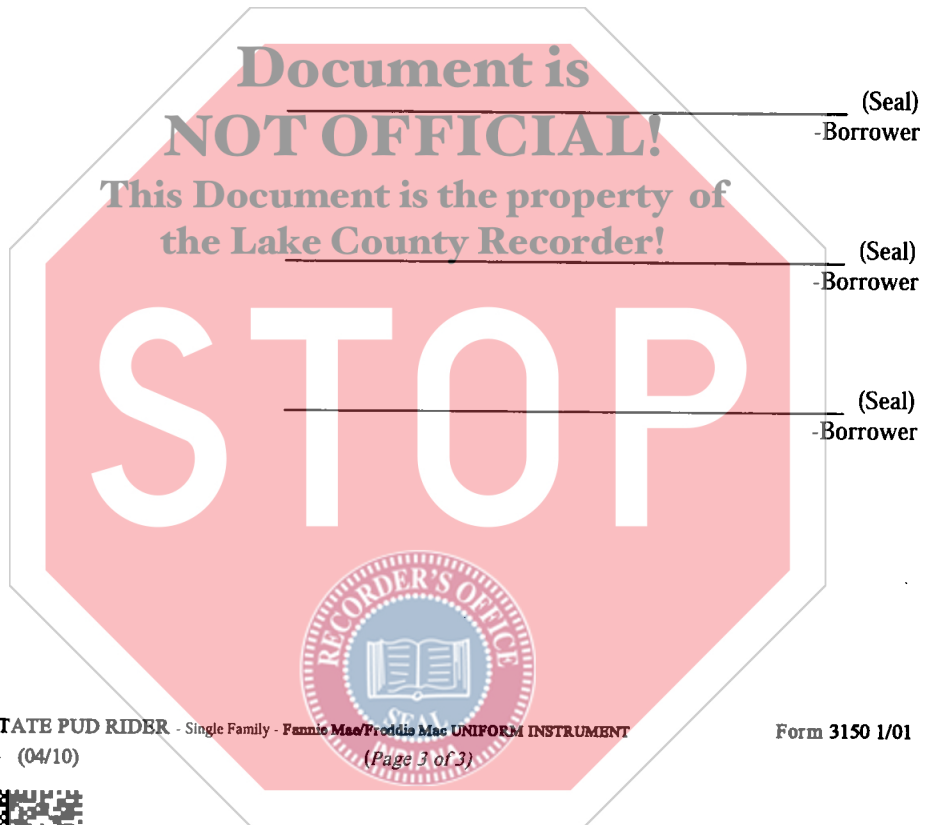 Document is
(Seal)
-Borrower
NOT OFFICIAL!
This Document is the property of
the Lake County Recorder!
(Seal)
-Borrower
STOP
(Seal)
-Borrower
RECORDER'S OFFICE
SEAL
INDIANA
TATE PUD RIDER - Single Family - Fannie Mae/Freddie Mac UNIFORM INSTRUMENT Form 3150 1/01
(04/10) (Page 3 of 3)